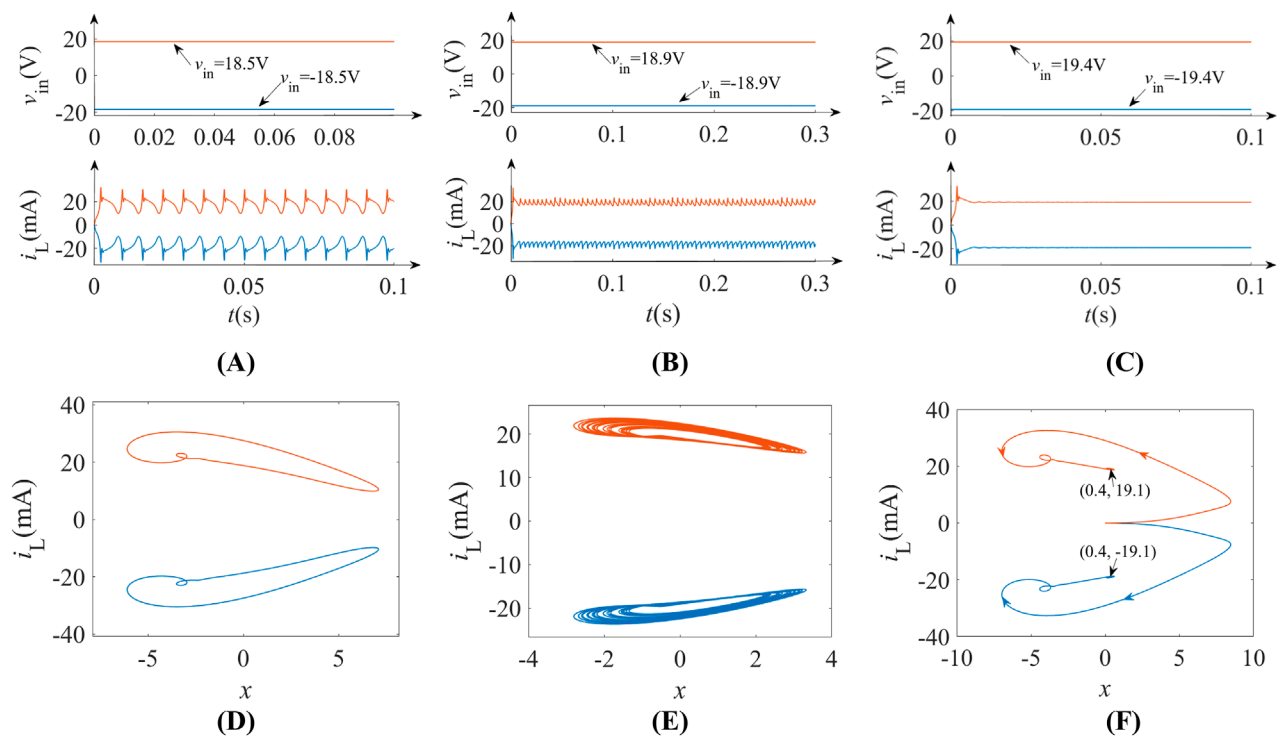 20
0
-20
v_in(V)
v_in=18.5V
v_in=-18.5V
0 0.02 0.04 0.06 0.08
20
0
-20
i_L(mA)
0 0.05 0.1
t(s)
(A)
20
0
-20
v_in(V)
v_in=18.9V
v_in=-18.9V
0 0.1 0.2 0.3
20
0
-20
i_L(mA)
0 0.1 0.2 0.3
t(s)
(B)
20
0
-20
v_in(V)
v_in=19.4V
v_in=-19.4V
0 0.05 0.1
20
0
-20
i_L(mA)
0 0.05 0.1
t(s)
(C)
40
20
0
-20
-40
i_L(mA)
-5 0 5
x
(D)
20
10
0
-10
-20
i_L(mA)
-4 -2 0 2 4
x
(E)
40
20
0
-20
-40
i_L(mA)
(0.4, 19.1)
(0.4, -19.1)
-10 -5 0 5 10
x
(F)